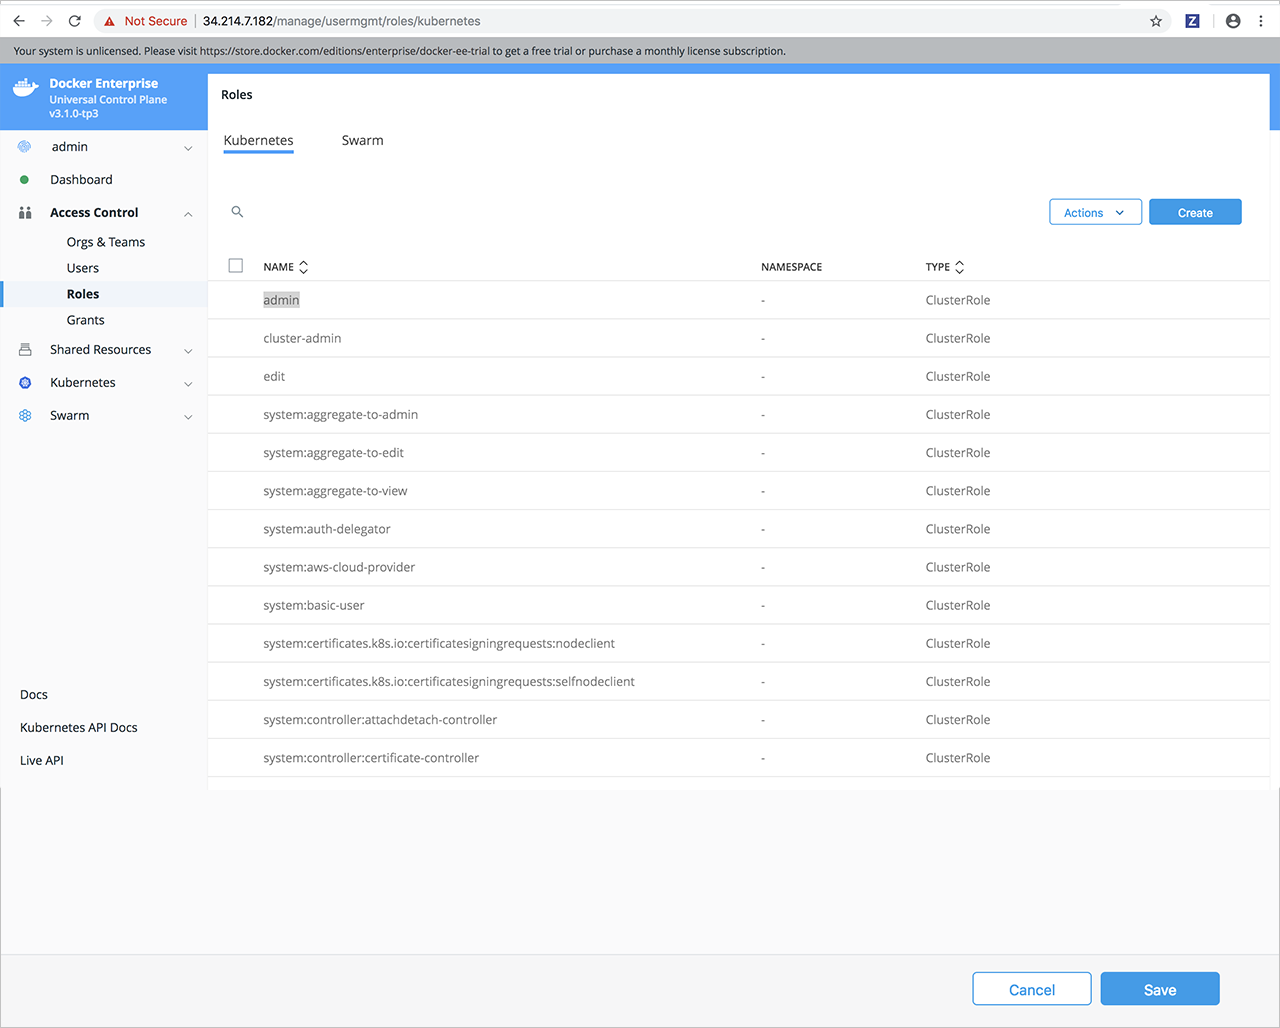 Not Secure | 34.214.7.182/manage/usermgmt/roles/kubernetes
Z
Your system is unlicensed. Please visit https://store.docker.com/editions/enterprise/docker-ee-trial to get a free trial or purchase a monthly license subscription.
Docker Enterprise
Universal Control Plane
v3.1.0-tp3
admin
Dashboard
Access Control
Orgs & Teams
Users
Roles
Grants
Shared Resources
Kubernetes
Swarm
Docs
Kubernetes API Docs
Live API
Roles
Kubernetes Swarm
Actions Create
NAME NAMESPACE TYPE
admin - ClusterRole
cluster-admin - ClusterRole
edit - ClusterRole
system:aggregate-to-admin - ClusterRole
system:aggregate-to-edit - ClusterRole
system:aggregate-to-view - ClusterRole
system:auth-delegator - ClusterRole
system:aws-cloud-provider - ClusterRole
system:basic-user - ClusterRole
system:certificates.k8s.io:certificatesigningrequests:nodeclient - ClusterRole
system:certificates.k8s.io:certificatesigningrequests:selfnodeclient - ClusterRole
system:controller:attachdetach-controller - ClusterRole
system:controller:certificate-controller - ClusterRole
Cancel Save